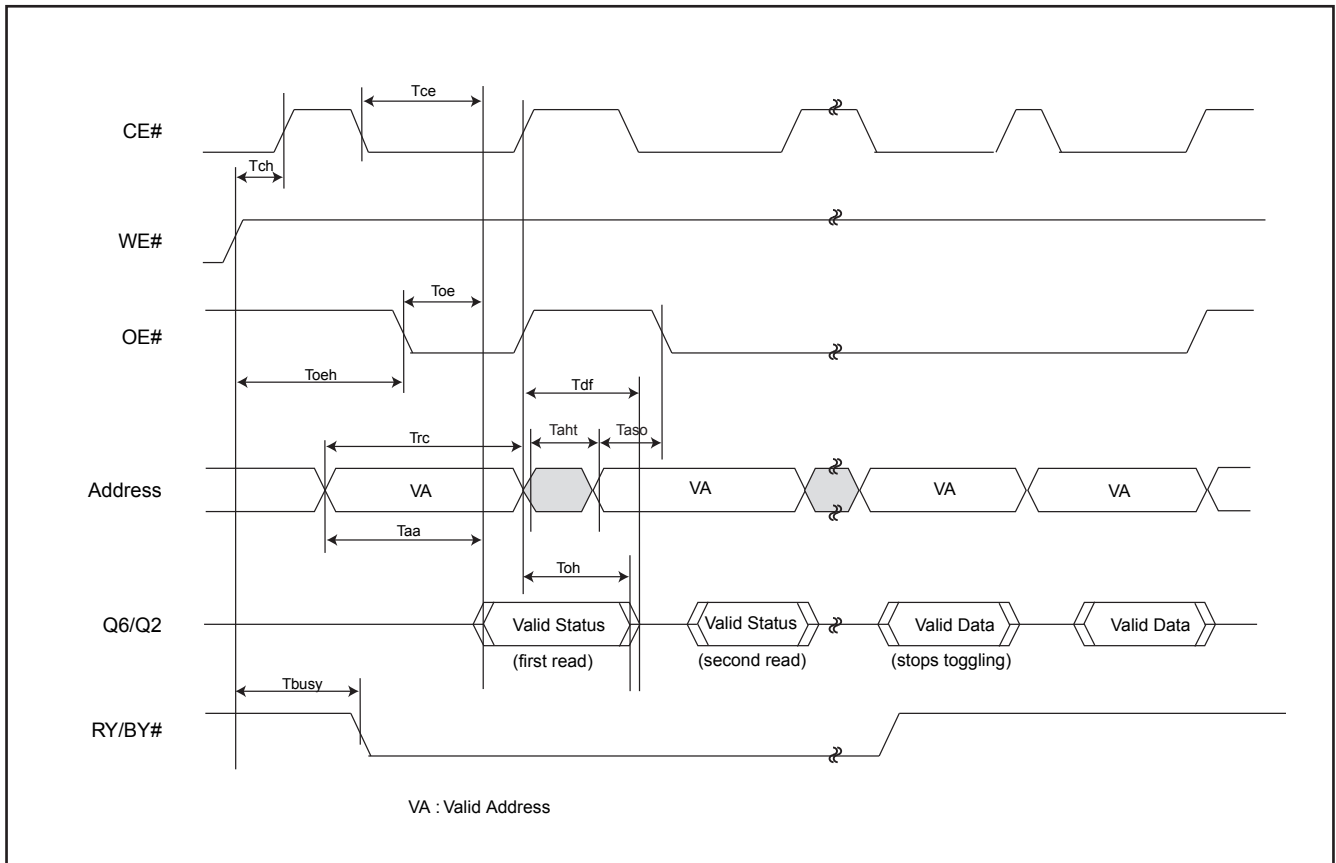 Tce
CE#
Tch
WE#
Toe
OE#
Toeh
Tdf
Taht
Taso
Trc
Address
VA
VA
VA
VA
Taa
Toh
Q6/Q2
Valid Status
Valid Status
Valid Data
Valid Data
(first read)
(second read)
(stops toggling)
Tbusy
RY/BY#
VA : Valid Address